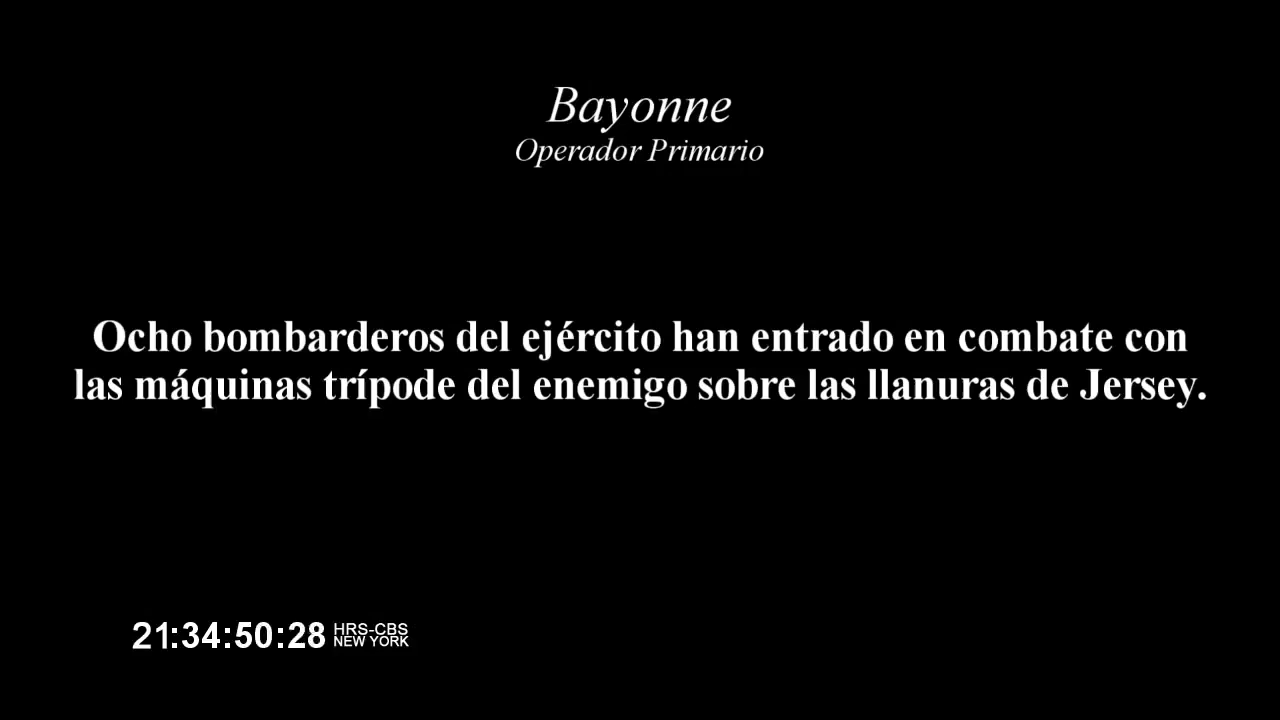 Bayonne
Operador Primario
Ocho bombarderos del ejército han entrado en combate con
las máquinas trípode del enemigo sobre las llanuras de Jersey.
21:34:50:28 HRS-CBS
NEW YORK